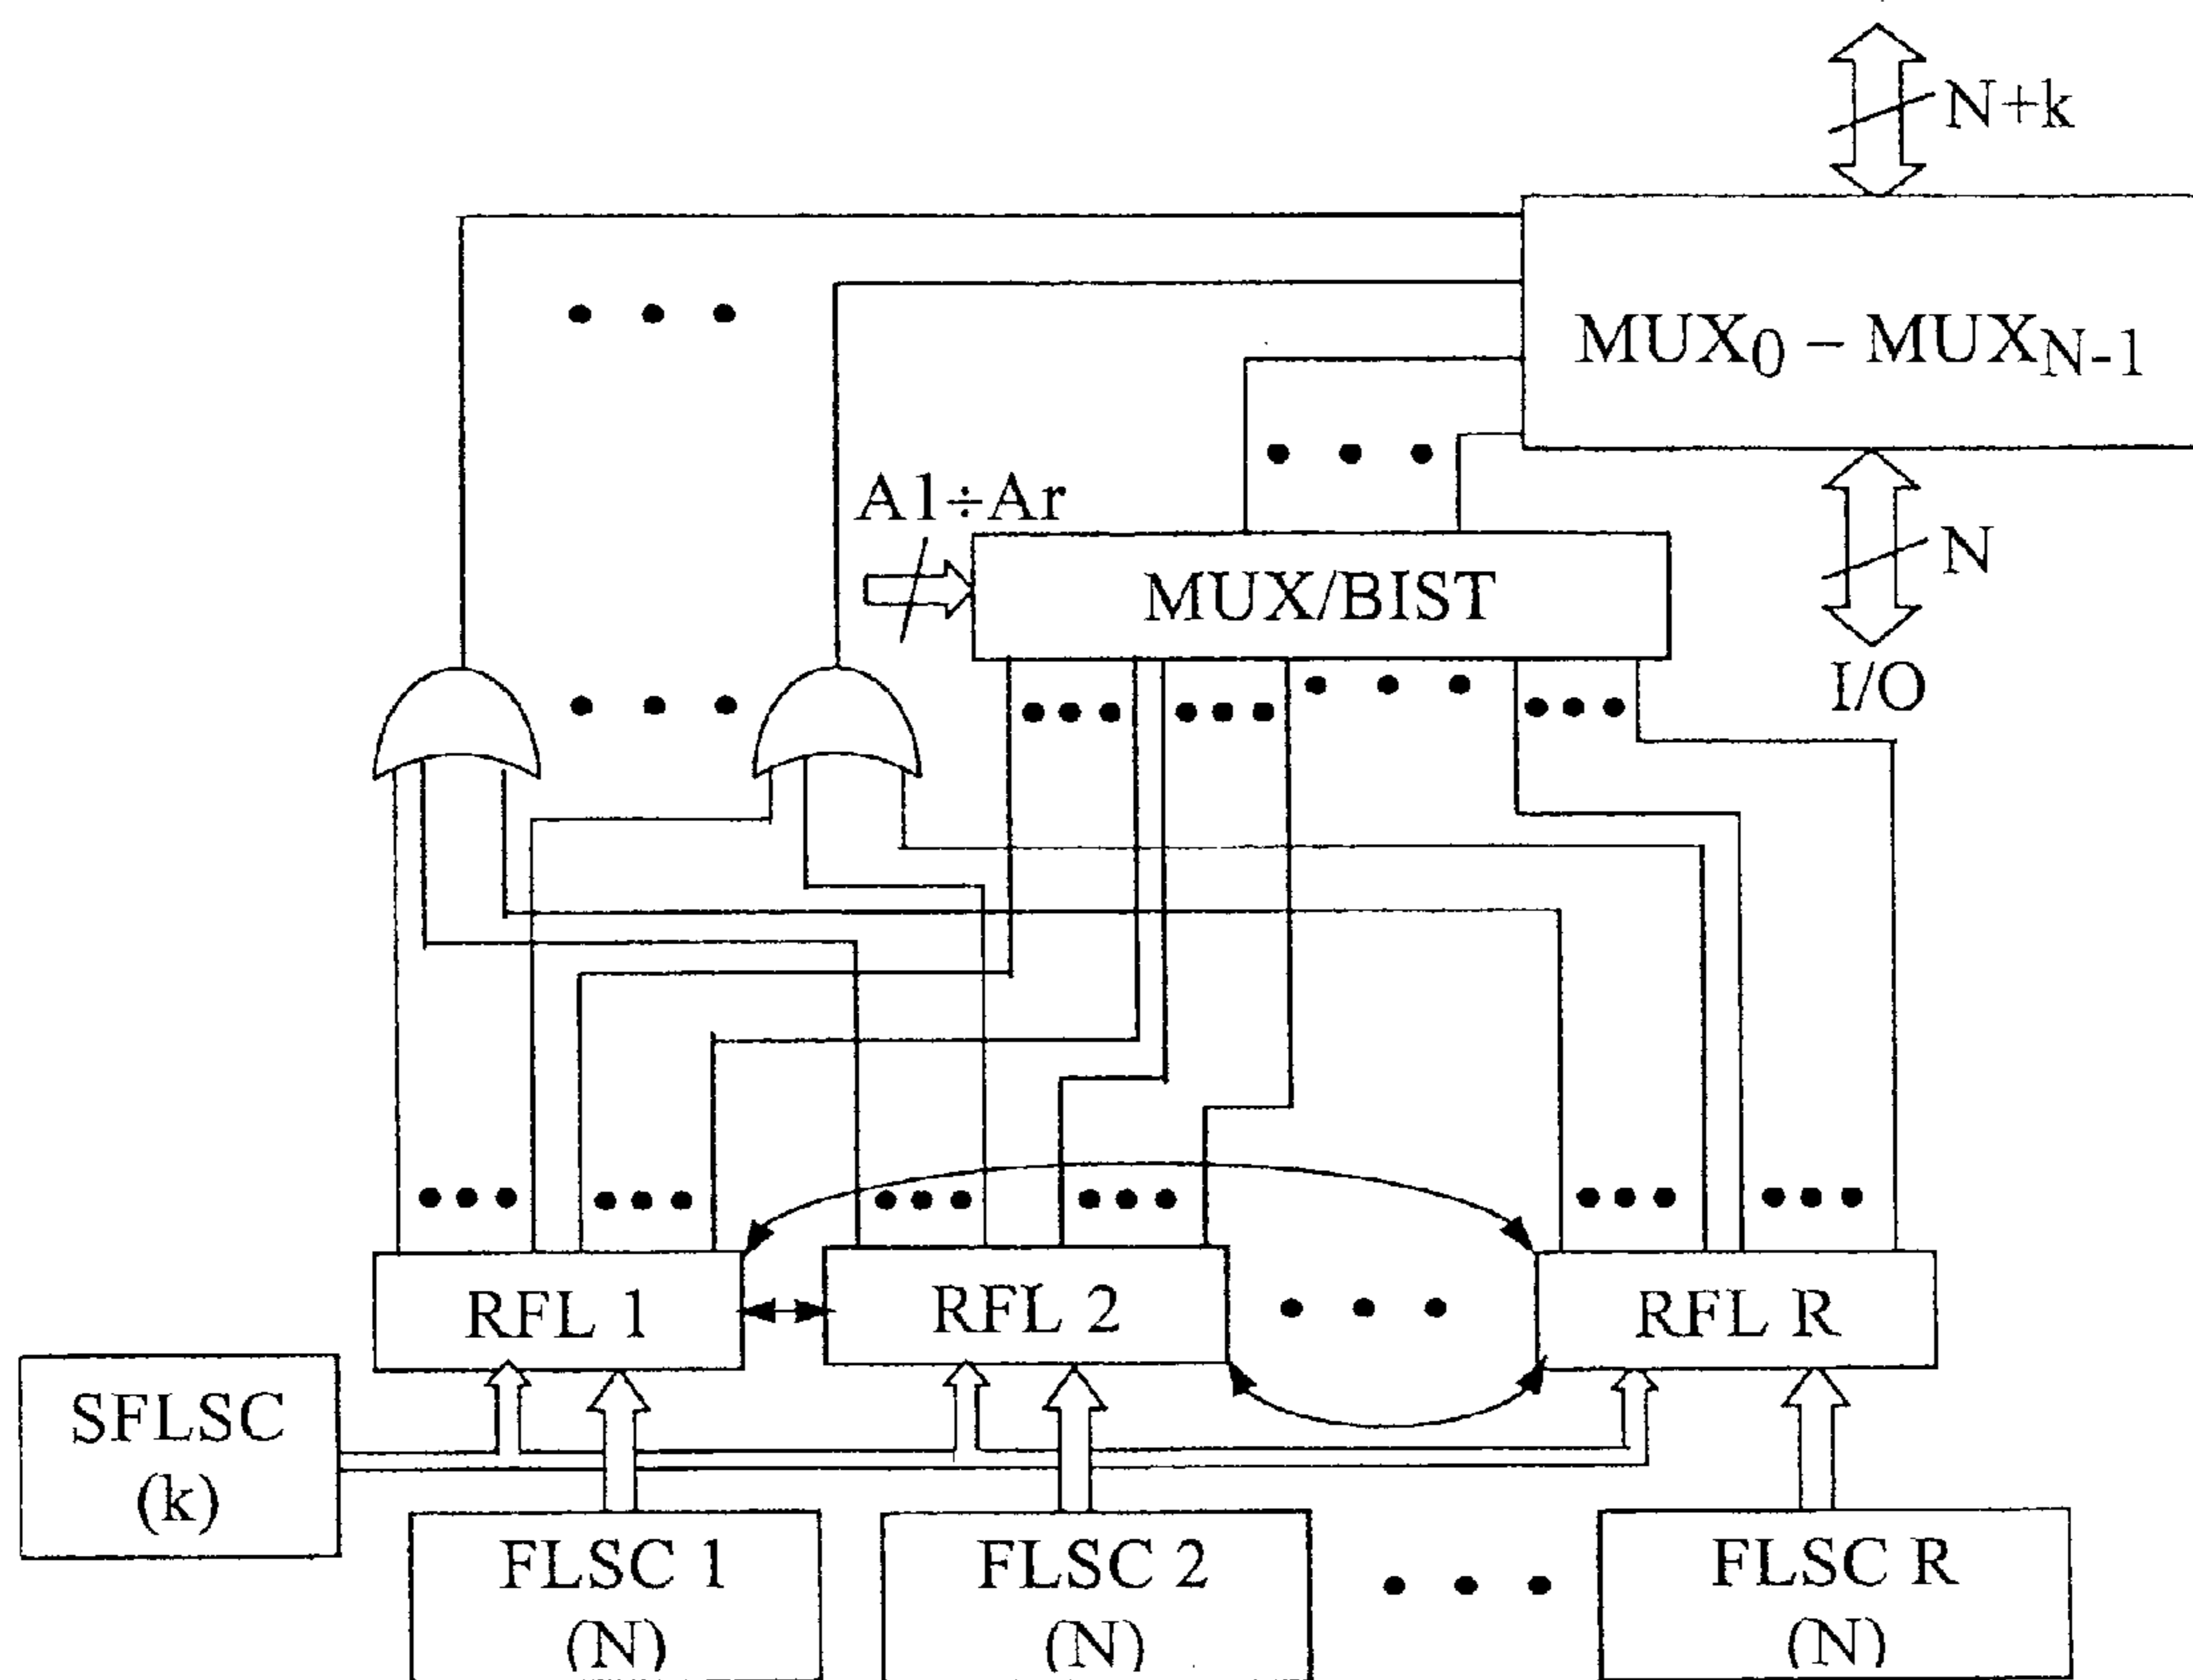 N+k
MUX0 – MUXN-1
A1÷Ar
N
MUX/BIST
I/O
RFL 1
RFL 2
RFL R
SFLSC
(k)
FLSC 1
(N)
FLSC 2
(N)
FLSC R
(N)